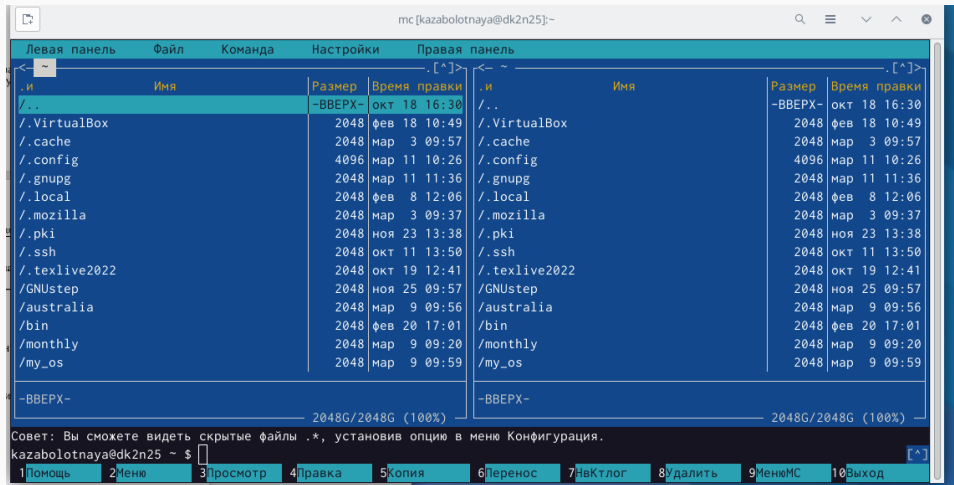 mc [kazabolotnaya@dk2n25]:~
Левая панель Файл Команда Настройки Правая панель
<– ~ .[^]> <– ~ .[^]>
.и Имя Размер Время правки .и Имя Размер Время правки
/.. -ВВЕРХ- окт 18 16:30 /.. -ВВЕРХ- окт 18 16:30
/.VirtualBox 2048 фев 18 10:49 /.VirtualBox 2048 фев 18 10:49
/.cache 2048 мар 3 09:57 /.cache 2048 мар 3 09:57
/.config 4096 мар 11 10:26 /.config 4096 мар 11 10:26
/.gnupg 2048 мар 11 11:36 /.gnupg 2048 мар 11 11:36
/.local 2048 фев 8 12:06 /.local 2048 фев 8 12:06
/.mozilla 2048 мар 3 09:37 /.mozilla 2048 мар 3 09:37
/.pki 2048 ноя 23 13:38 /.pki 2048 ноя 23 13:38
/.ssh 2048 окт 11 13:50 /.ssh 2048 окт 11 13:50
/.texlive2022 2048 окт 19 12:41 /.texlive2022 2048 окт 19 12:41
/GNUstep 2048 ноя 25 09:57 /GNUstep 2048 ноя 25 09:57
/australia 2048 мар 9 09:56 /australia 2048 мар 9 09:56
/bin 2048 фев 20 17:01 /bin 2048 фев 20 17:01
/monthly 2048 мар 9 09:20 /monthly 2048 мар 9 09:20
/my_os 2048 мар 9 09:59 /my_os 2048 мар 9 09:59
-ВВЕРХ- -ВВЕРХ-
2048G/2048G (100%) 2048G/2048G (100%)
Совет: Вы сможете видеть скрытые файлы .*, установив опцию в меню Конфигурация.
kazabolotnaya@dk2n25 ~ $ [^]
1Помощь 2Меню 3Просмотр 4Правка 5Копия 6Перенос 7НвКтлог 8Удалить 9МенюMC 10Выход